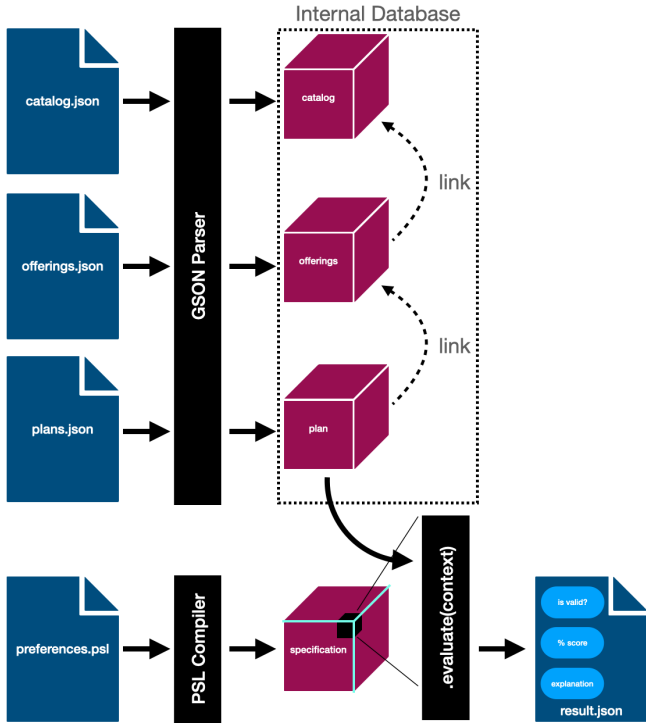 Internal Database
catalog.json
catalog
link
offerings.json
GSON Parser
offerings
link
plans.json
plan
preferences.psl
PSL Compiler
specification
.evaluate(context)
is valid?
% score
explanation
result.json